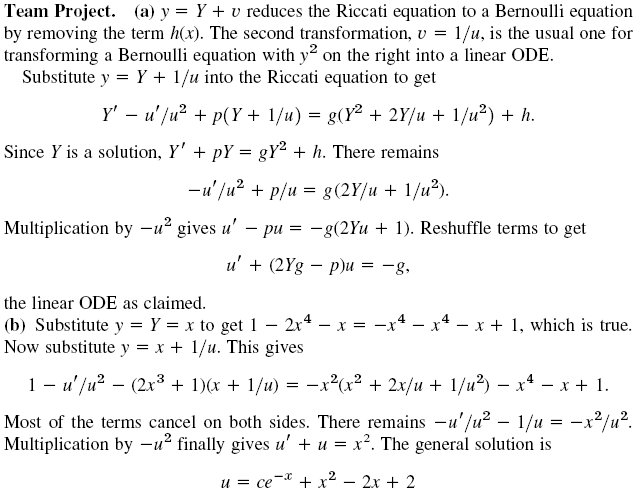 Team Project. (a) y = Y + v reduces the Riccati equation to a Bernoulli equation
by removing the term h(x). The second transformation, v = 1/u, is the usual one for
transforming a Bernoulli equation with y² on the right into a linear ODE.
Substitute y = Y + 1/u into the Riccati equation to get
Y′ − u′/u² + p(Y + 1/u) = g(Y² + 2Y/u + 1/u²) + h.
Since Y is a solution, Y′ + pY = gY² + h. There remains
−u′/u² + p/u = g(2Y/u + 1/u²).
Multiplication by −u² gives u′ − pu = −g(2Yu + 1). Reshuffle terms to get
u′ + (2Yg − p)u = −g,
the linear ODE as claimed.
(b) Substitute y = Y = x to get 1 − 2x⁴ − x = −x⁴ − x⁴ − x + 1, which is true.
Now substitute y = x + 1/u. This gives
1 − u′/u² − (2x³ + 1)(x + 1/u) = −x²(x² + 2x/u + 1/u²) − x⁴ − x + 1.
Most of the terms cancel on both sides. There remains −u′/u² − 1/u = −x²/u².
Multiplication by −u² finally gives u′ + u = x². The general solution is
u = ce⁻ˣ + x² − 2x + 2